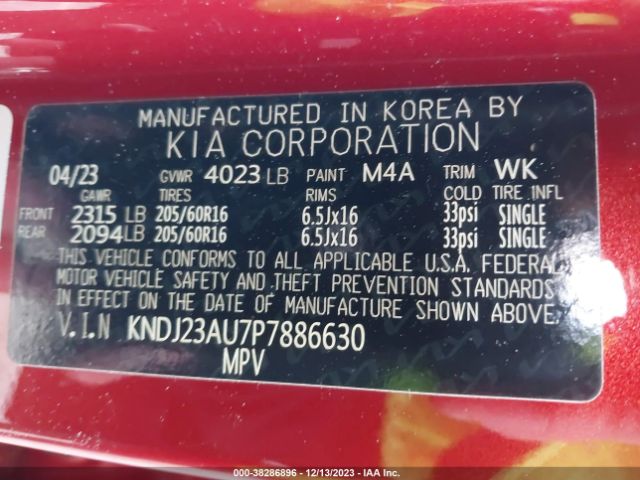 MANUFACTURED IN KOREA BY
KIA CORPORATION
04/23 GVWR 4023 LB PAINT M4A TRIM WK
GAWR TIRES RIMS COLD TIRE INFL
FRONT 2315 LB 205/60R16 6.5Jx16 33psi SINGLE
REAR 2094 LB 205/60R16 6.5Jx16 33psi SINGLE
THIS VEHICLE CONFORMS TO ALL APPLICABLE U.S.A. FEDERAL
MOTOR VEHICLE SAFETY AND THEFT PREVENTION STANDARDS
IN EFFECT ON THE DATE OF MANUFACTURE SHOWN ABOVE.
V.I.N KNDJ23AU7P7886630
MPV
000-38286896 - 12/13/2023 - IAA Inc.